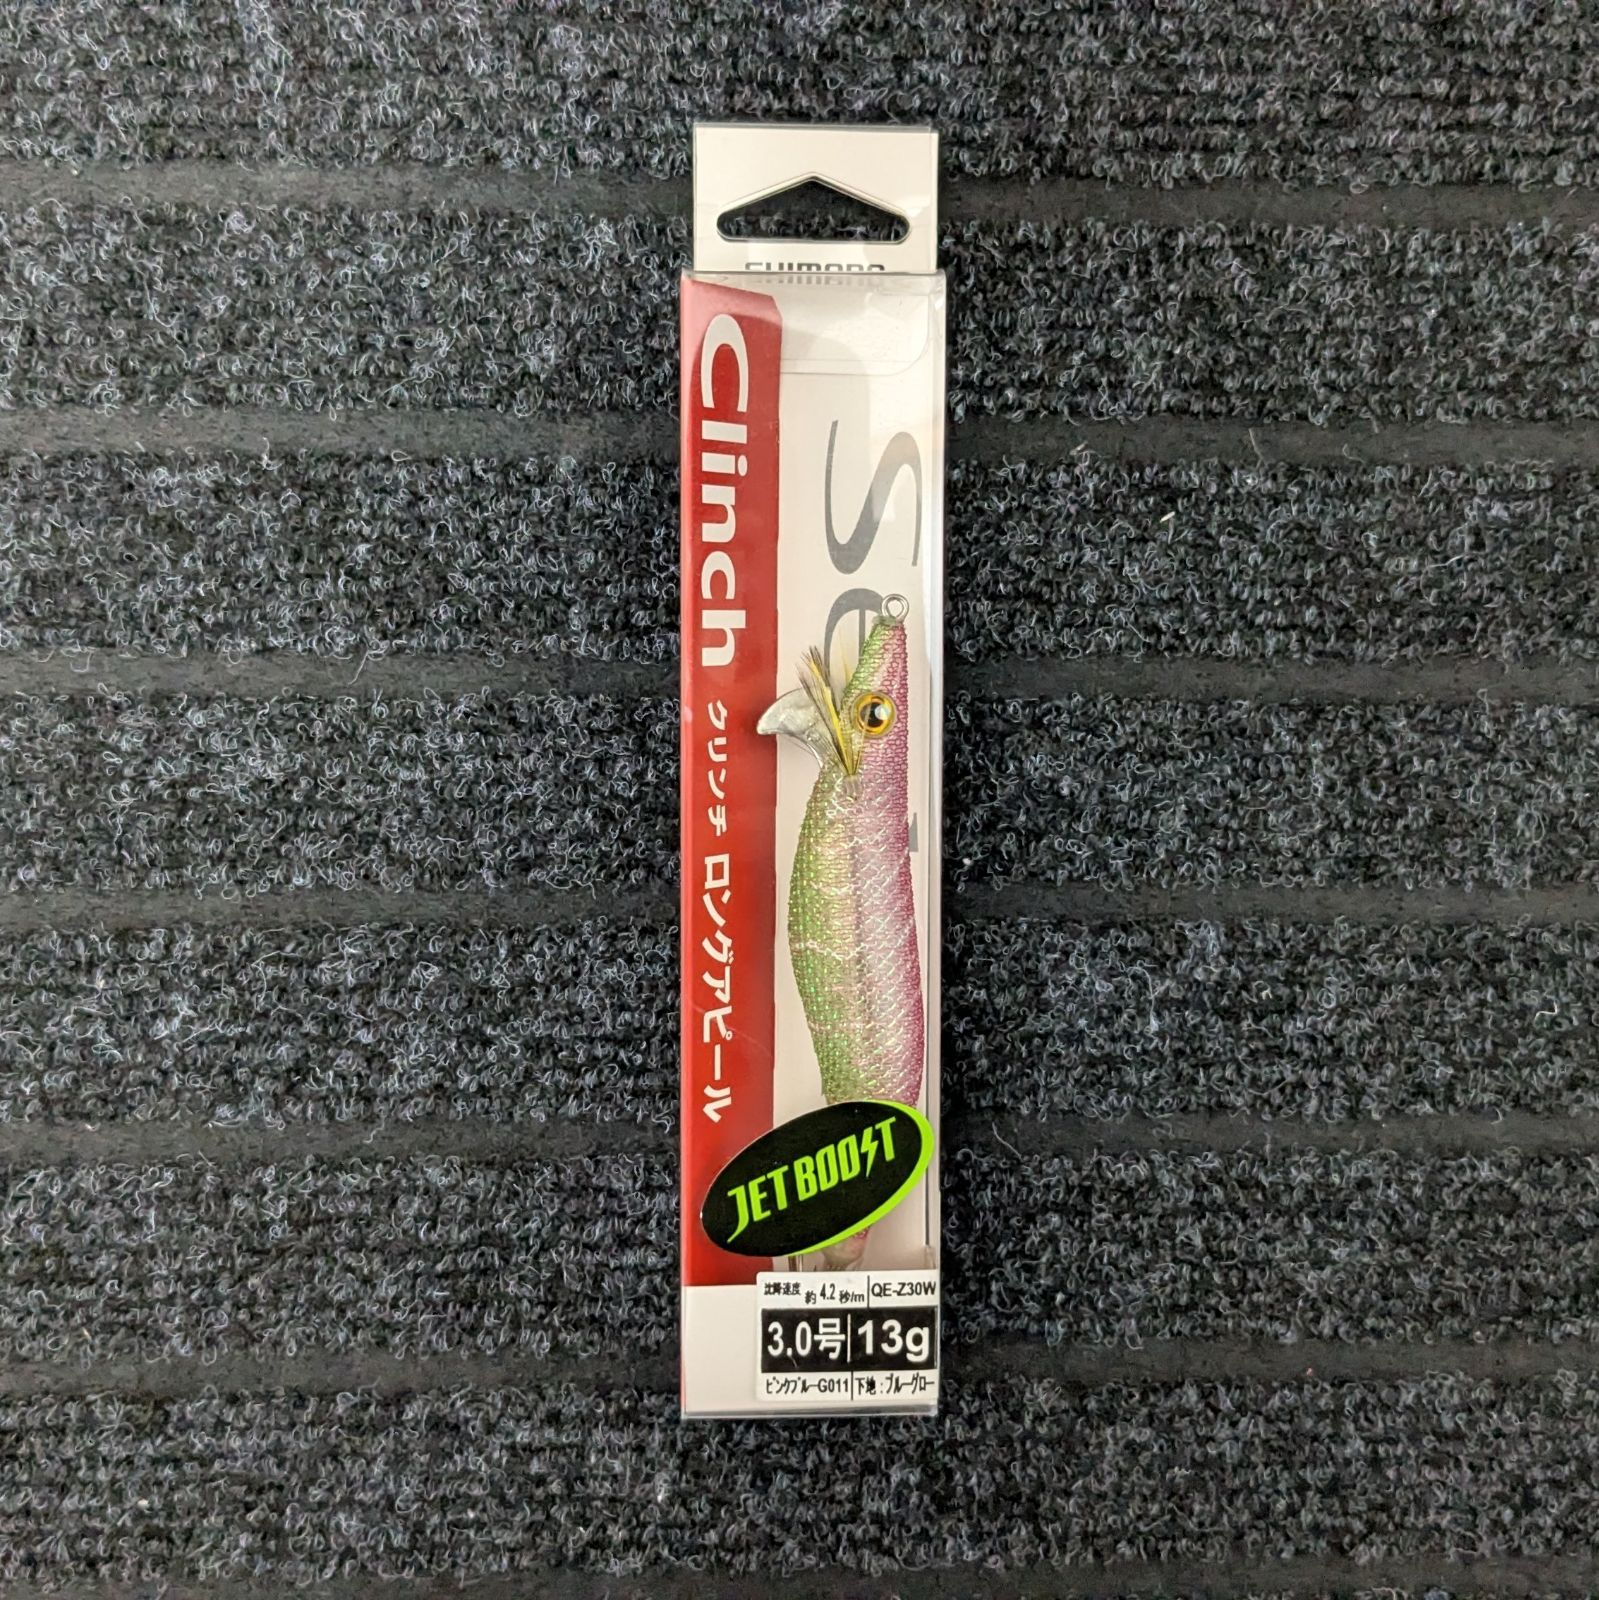 SHIMANO
Clinch クリンチ ロングアピール
Se
JET BOOST
沈降速度 約4.2秒/m QE-Z30W
3.0号 13g
ピンクブルーG011 下地:ブルーグロー